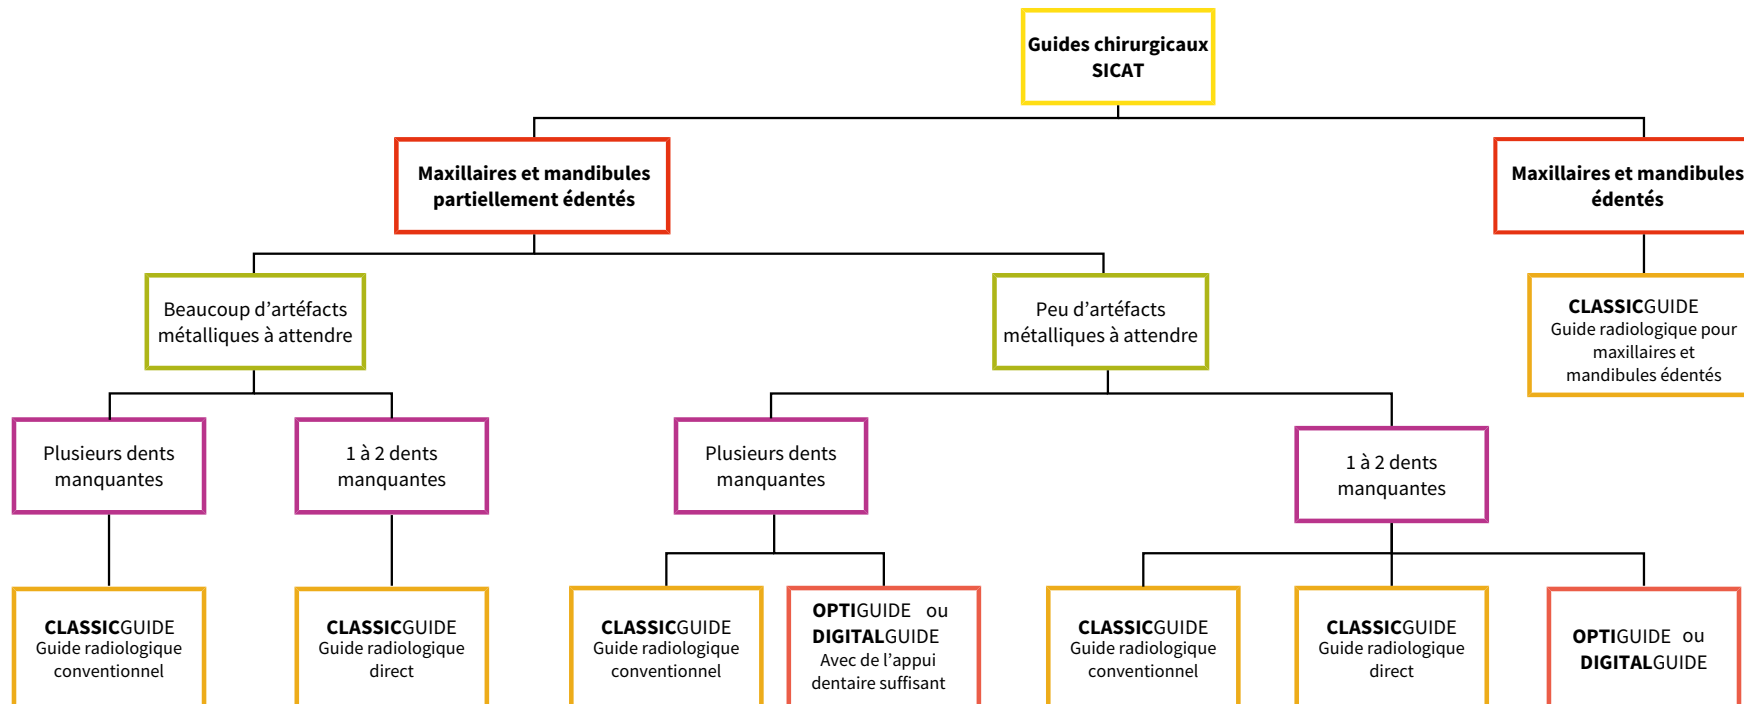 Guides chirurgicaux
SICAT
Maxillaires et mandibules
partiellement édentés
Maxillaires et mandibules
édentés
Beaucoup d’artéfacts
métalliques à attendre
Peu d’artéfacts
métalliques à attendre
CLASSICGUIDE
Guide radiologique pour
maxillaires et
mandibules édentés
Plusieurs dents
manquantes
1 à 2 dents
manquantes
Plusieurs dents
manquantes
1 à 2 dents
manquantes
CLASSICGUIDE
Guide radiologique
conventionnel
CLASSICGUIDE
Guide radiologique
direct
CLASSICGUIDE
Guide radiologique
conventionnel
OPTIGUIDE ou
DIGITALGUIDE
Avec de l’appui
dentaire suffisant
CLASSICGUIDE
Guide radiologique
conventionnel
CLASSICGUIDE
Guide radiologique
direct
OPTIGUIDE ou
DIGITALGUIDE